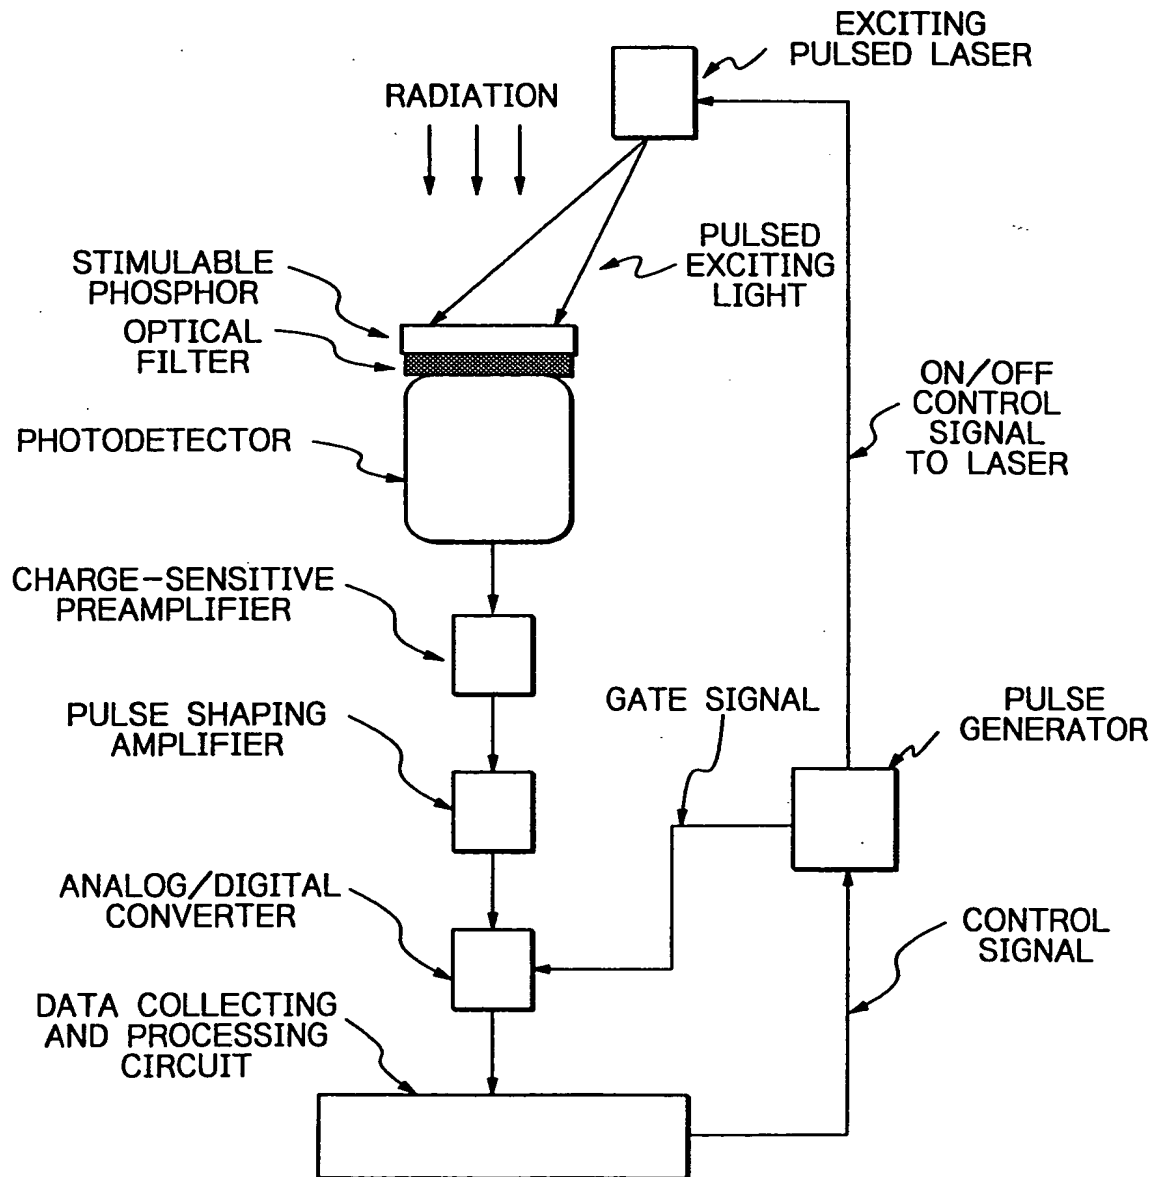 EXCITING
PULSED LASER
RADIATION
PULSED
EXCITING
LIGHT
STIMULABLE
PHOSPHOR
OPTICAL
FILTER
ON/OFF
CONTROL
SIGNAL
TO LASER
PHOTODETECTOR
CHARGE-SENSITIVE
PREAMPLIFIER
GATE SIGNAL
PULSE
GENERATOR
PULSE SHAPING
AMPLIFIER
ANALOG/DIGITAL
CONVERTER
CONTROL
SIGNAL
DATA COLLECTING
AND PROCESSING
CIRCUIT